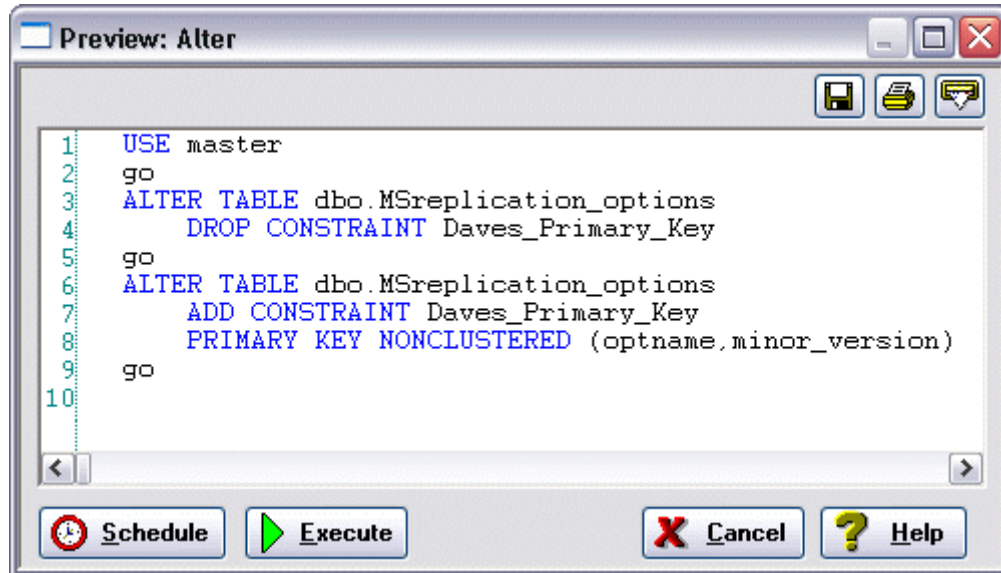 Preview: Alter
1 USE master
2 go
3 ALTER TABLE dbo.MSreplication_options
4 DROP CONSTRAINT Daves_Primary_Key
5 go
6 ALTER TABLE dbo.MSreplication_options
7 ADD CONSTRAINT Daves_Primary_Key
8 PRIMARY KEY NONCLUSTERED (optname,minor_version)
9 go
10
Schedule Execute Cancel Help